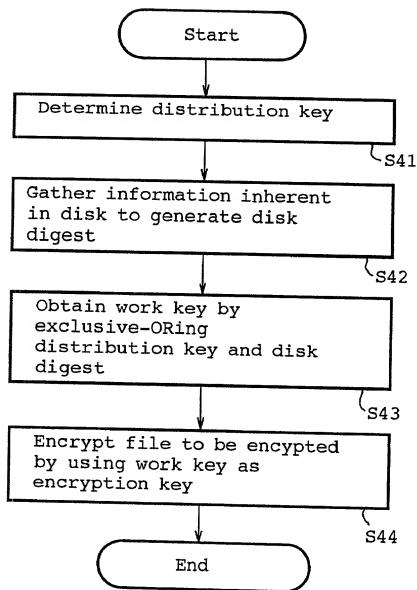 Start
Determine distribution key
S41
Gather information inherent
in disk to generate disk
digest
S42
Obtain work key by
exclusive-ORing
distribution key and disk
digest
S43
Encrypt file to be encypted
by using work key as
encryption key
S44
End